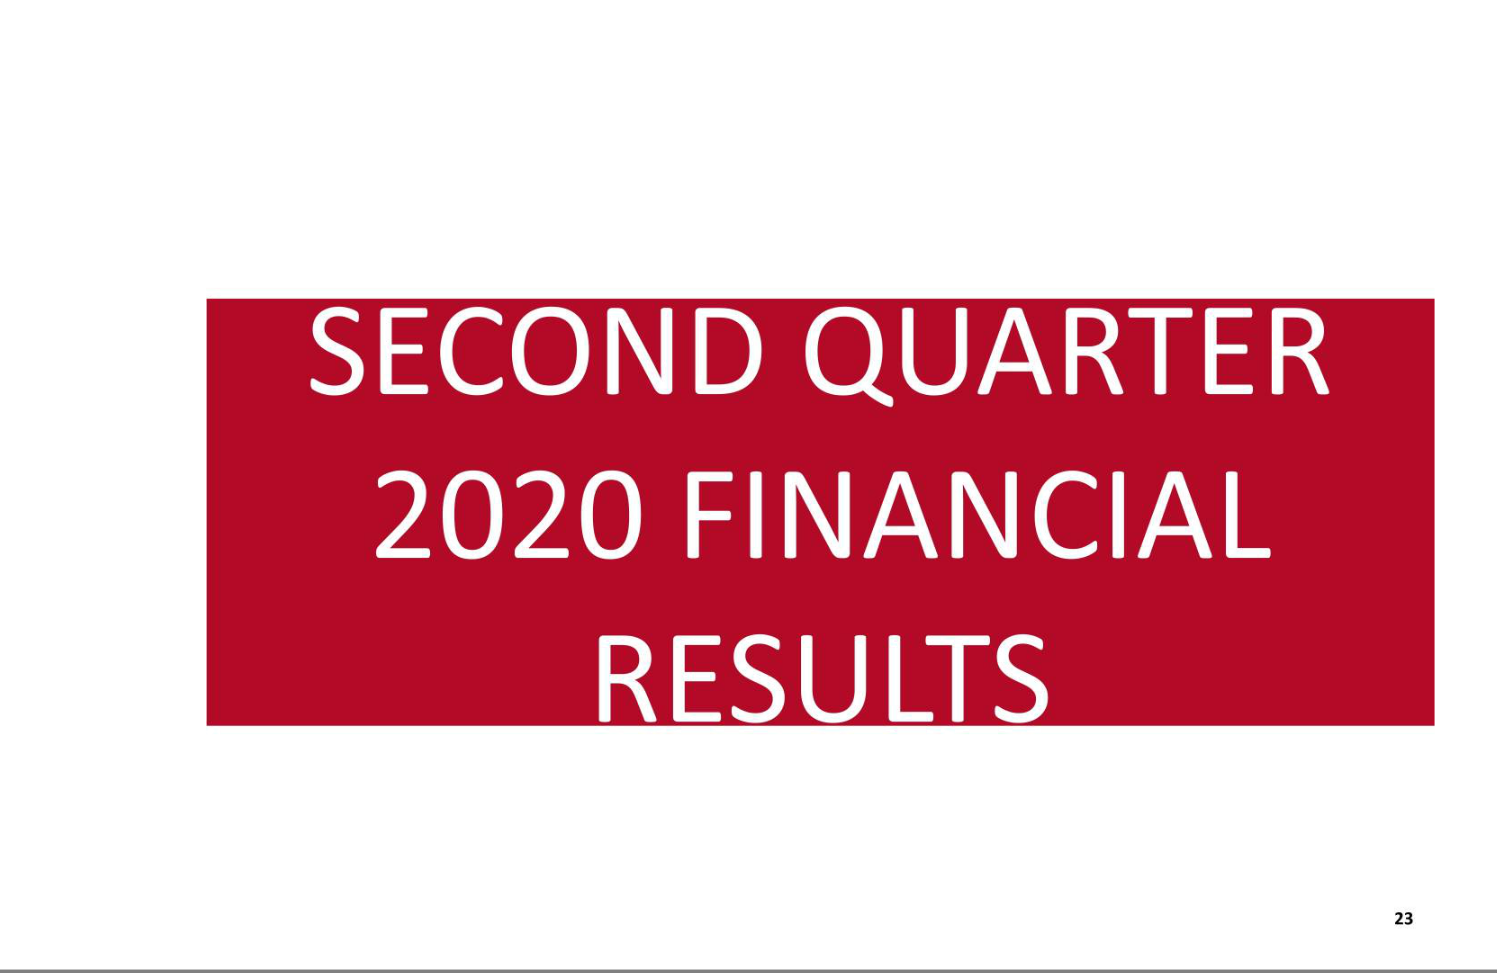 SECOND QUARTER
2020 FINANCIAL
RESULTS
23